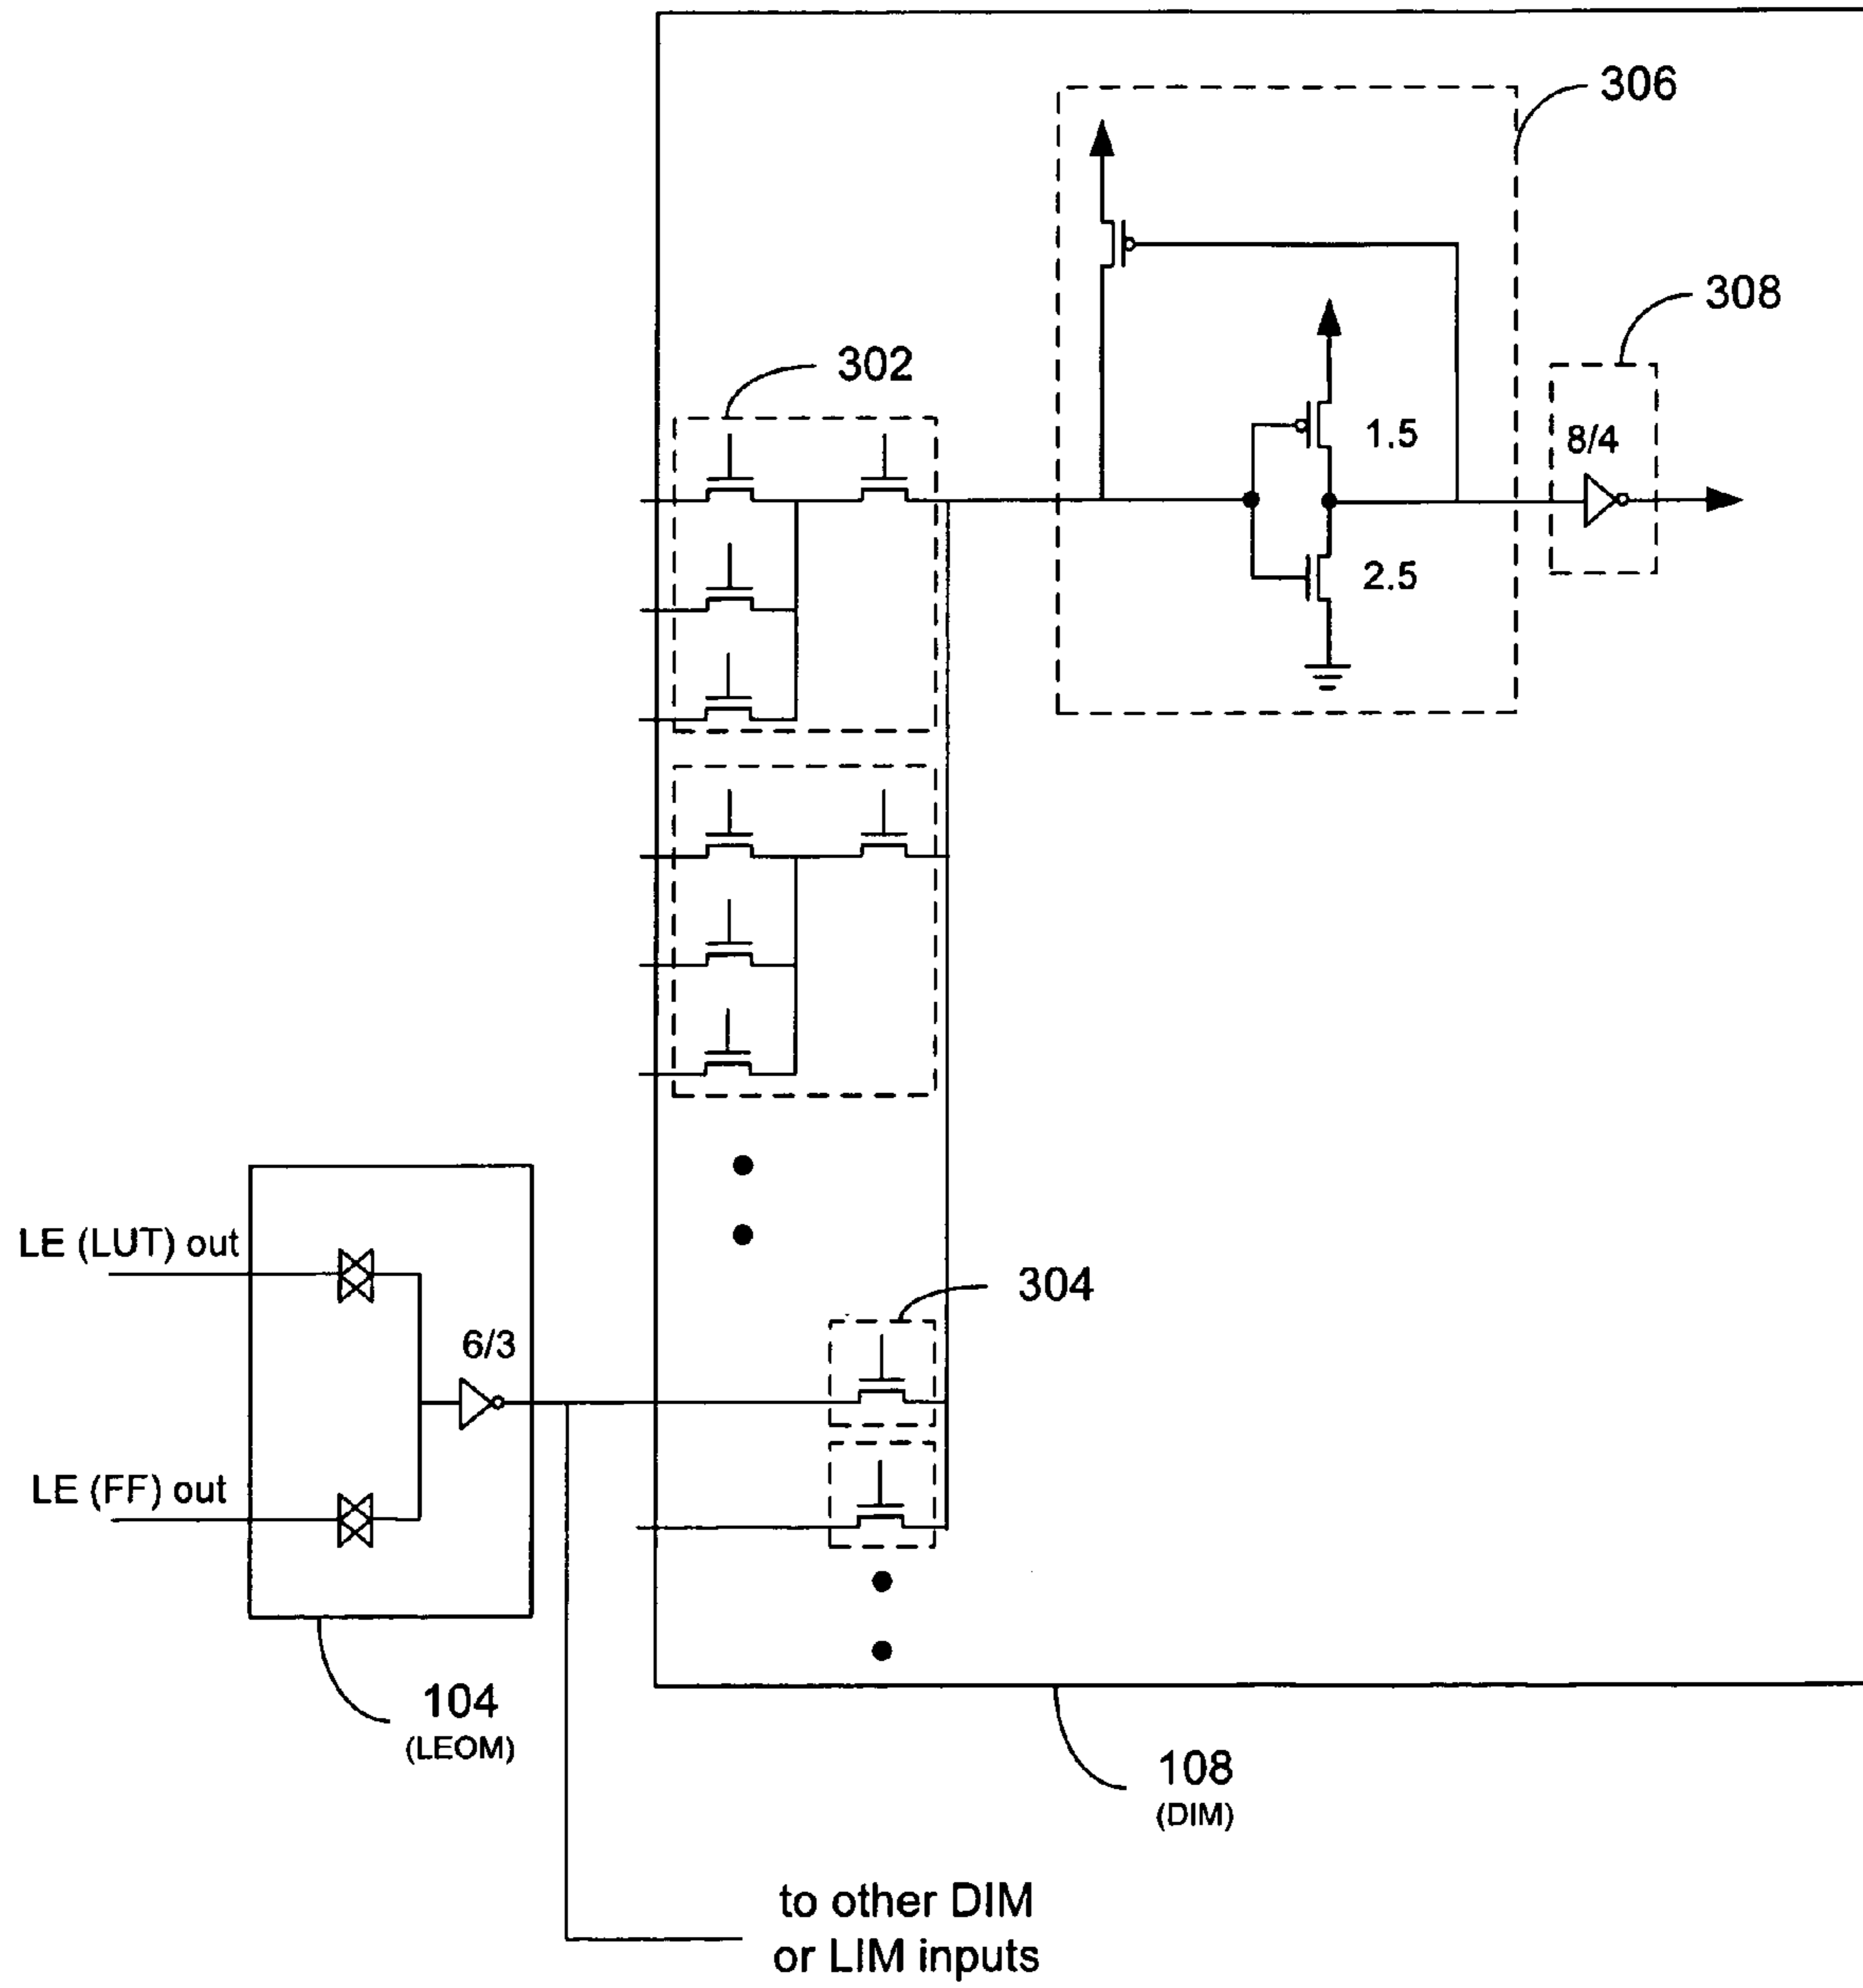 306
308
302
8/4
1.5
2.5
LE (LUT) out
304
6/3
LE (FF) out
104
(LEOM)
108
(DIM)
to other DIM
or LIM inputs